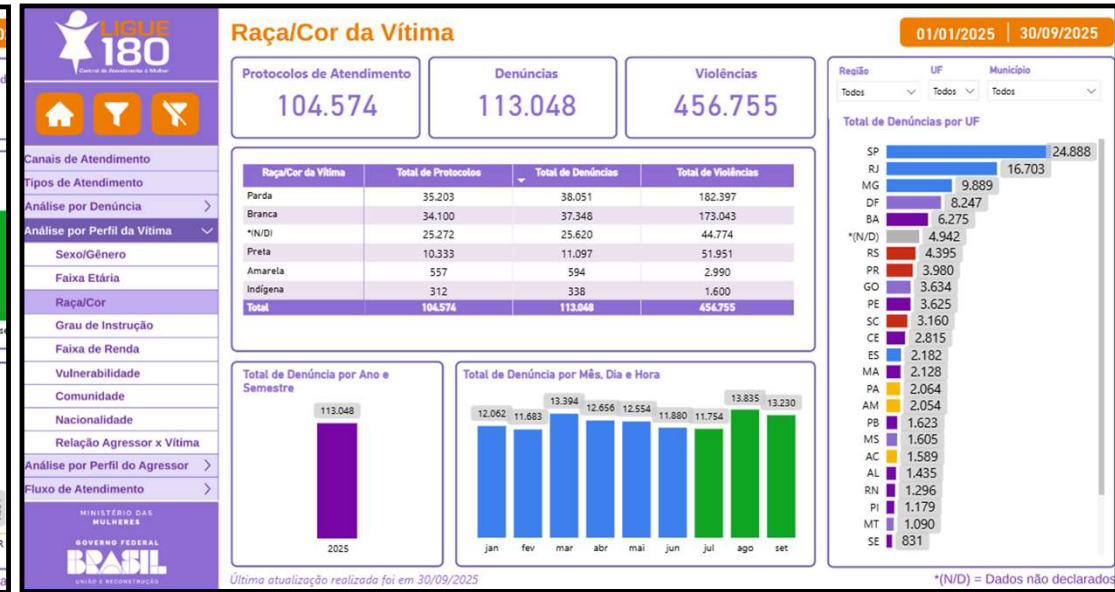 LIGUE
180
Central de Atendimento à Mulher
Canais de Atendimento
Tipos de Atendimento
Análise por Denúncia
Análise por Perfil da Vítima
Sexo/Gênero
Faixa Etária
Raça/Cor
Grau de Instrução
Faixa de Renda
Vulnerabilidade
Comunidade
Nacionalidade
Relação Agressor x Vítima
Análise por Perfil do Agressor
Fluxo de Atendimento
MINISTÉRIO DAS
MULHERES
GOVERNO FEDERAL
BRASIL
UNIÃO E RECONSTRUÇÃO
Raça/Cor da Vítima
01/01/2025 | 30/09/2025
Protocolos de Atendimento
104.574
Denúncias
113.048
Violências
456.755
Raça/Cor da Vítima Total de Protocolos Total de Denúncias Total de Violências
Parda 35.203 38.051 182.397
Branca 34.100 37.348 173.043
*(N/D) 25.272 25.620 44.774
Preta 10.333 11.097 51.951
Amarela 557 594 2.990
Indígena 312 338 1.600
Total 104.574 113.048 456.755
Total de Denúncia por Ano e
Semestre
113.048
2025
Total de Denúncia por Mês, Dia e Hora
12.062 11.683 13.394 12.656 12.554 11.880 11.754 13.835 13.230
jan fev mar abr mai jun jul ago set
Última atualização realizada foi em 30/09/2025
Região UF Município
Todos Todos Todos
Total de Denúncias por UF
SP 24.888
RJ 16.703
MG 9.889
DF 8.247
BA 6.275
*(N/D) 4.942
RS 4.395
PR 3.980
GO 3.634
PE 3.625
SC 3.160
CE 2.815
ES 2.182
MA 2.128
PA 2.064
AM 2.054
PB 1.623
MS 1.605
AC 1.589
AL 1.435
RN 1.296
PI 1.179
MT 1.090
SE 831
*(N/D) = Dados não declarados